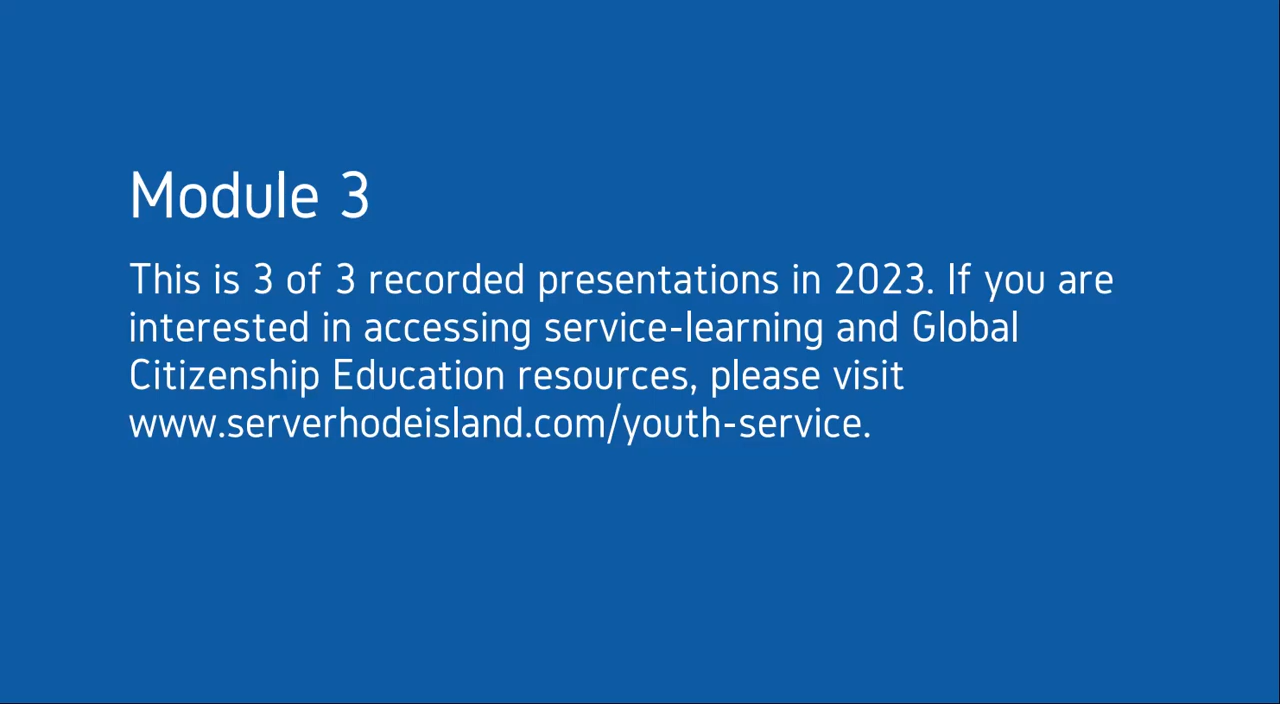 Module 3
This is 3 of 3 recorded presentations in 2023. If you are
interested in accessing service-learning and Global
Citizenship Education resources, please visit
www.serverhodeisland.com/youth-service.